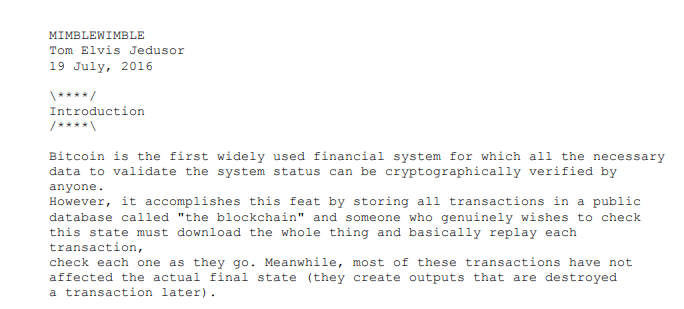 MIMBLEWIMBLE
Tom Elvis Jedusor
19 July, 2016
\****/
Introduction
/****\
Bitcoin is the first widely used financial system for which all the necessary
data to validate the system status can be cryptographically verified by
anyone.
However, it accomplishes this feat by storing all transactions in a public
database called "the blockchain" and someone who genuinely wishes to check
this state must download the whole thing and basically replay each
transaction,
check each one as they go. Meanwhile, most of these transactions have not
affected the actual final state (they create outputs that are destroyed
a transaction later).